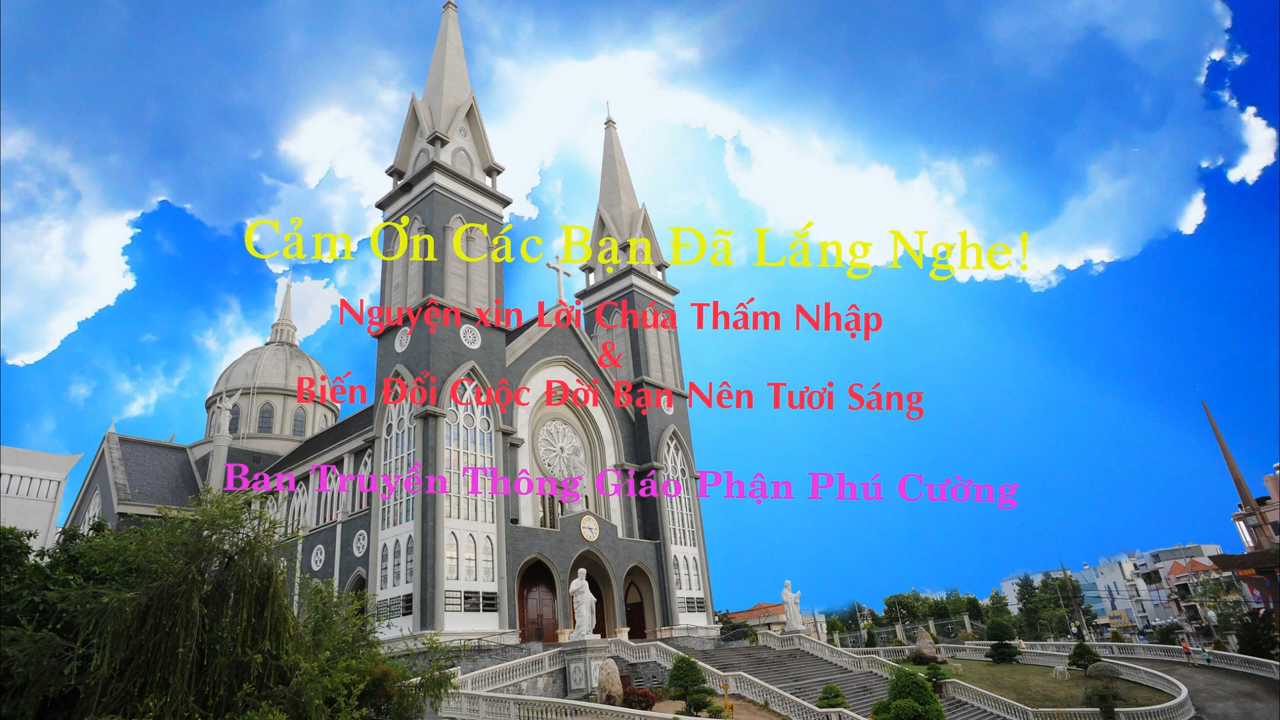 Cảm Ơn Các Bạn Đã Lắng Nghe!
Nguyện xin Lời Chúa Thấm Nhập
&
Biến Đổi Cuộc Đời Bạn Nên Tươi Sáng
Ban Truyền Thông Giáo Phận Phú Cường